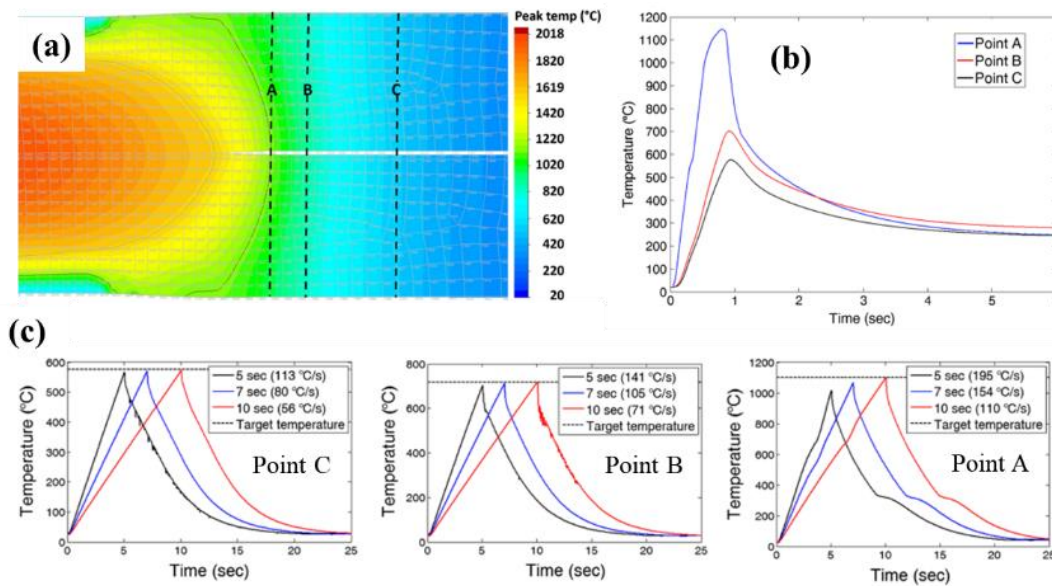 (a)
Peak temp (°C)
2018
1820
1619
1420
1220
1020
820
620
420
220
20
A B C
(b)
Temperature (°C)
1200
1100
1000
900
800
700
600
500
400
300
200
100
0
Point A
Point B
Point C
0 1 2 3 4 5
Time (sec)
(c)
Temperature (°C)
600
500
400
300
200
100
0
5 sec (113 °C/s)
7 sec (80 °C/s)
10 sec (56 °C/s)
Target temperature
Point C
0 5 10 15 20 25
Time (sec)
Temperature (°C)
800
600
400
200
0
5 sec (141 °C/s)
7 sec (105 °C/s)
10 sec (71 °C/s)
Target temperature
Point B
0 5 10 15 20 25
Time (sec)
Temperature (°C)
1200
1000
800
600
400
200
0
5 sec (195 °C/s)
7 sec (154 °C/s)
10 sec (110 °C/s)
Target temperature
Point A
0 5 10 15 20 25
Time (sec)